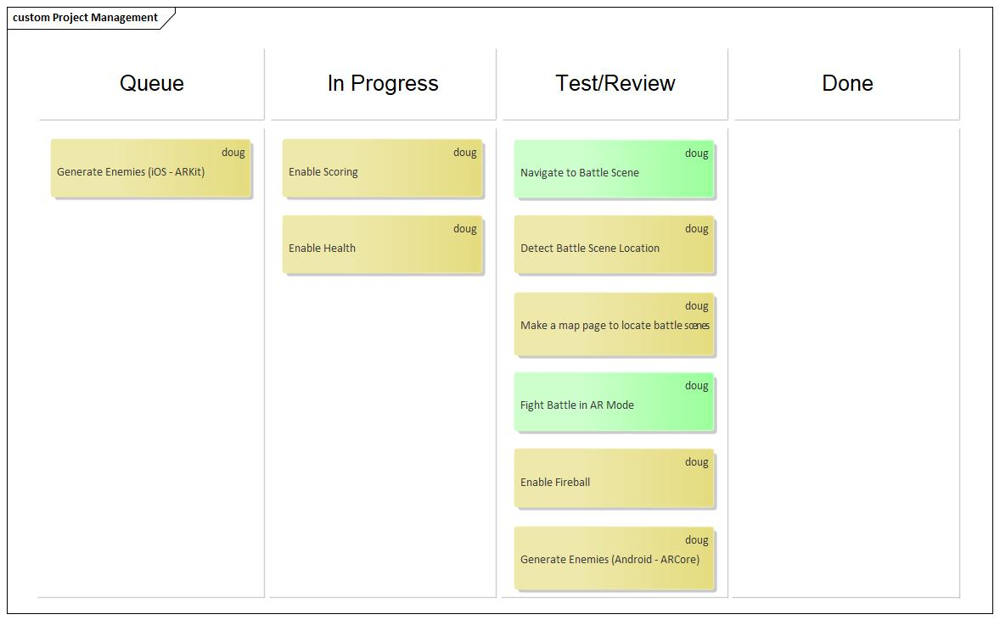 custom Project Management
Queue
In Progress
Test/Review
Done
doug
Generate Enemies (iOS - ARKit)
doug
Enable Scoring
doug
Enable Health
doug
Navigate to Battle Scene
doug
Detect Battle Scene Location
doug
Make a map page to locate battle scenes
doug
Fight Battle in AR Mode
doug
Enable Fireball
doug
Generate Enemies (Android - ARCore)